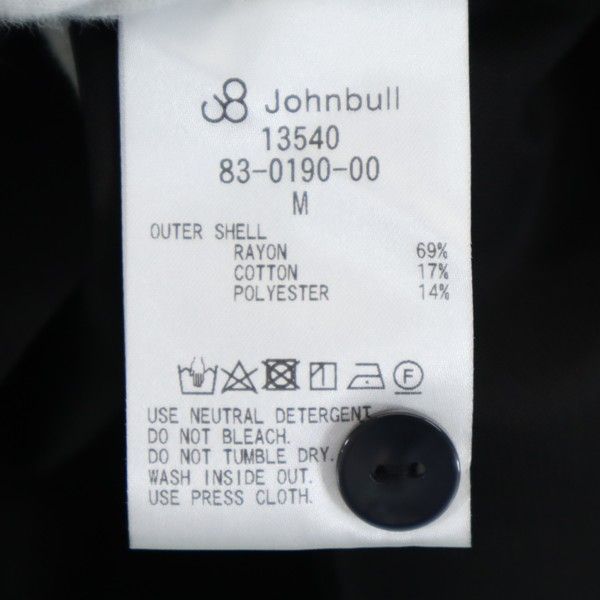 Johnbull
13540
83-0190-00
M
OUTER SHELL
RAYON 69%
COTTON 17%
POLYESTER 14%
F
USE NEUTRAL DETERGENT.
DO NOT BLEACH.
DO NOT TUMBLE DRY.
WASH INSIDE OUT.
USE PRESS CLOTH.